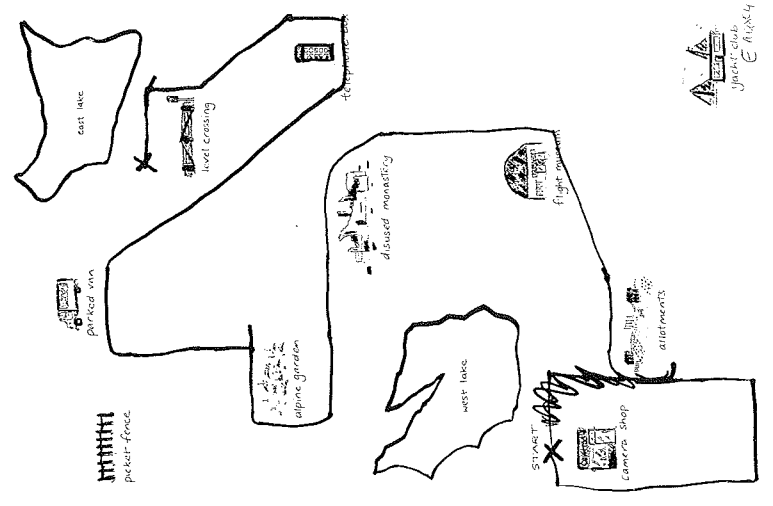 east lake
parked van
picket fence
level crossing
alpine garden
telephone box
disused monastery
west lake
START
flight museum
camera shop
allotments
yacht club